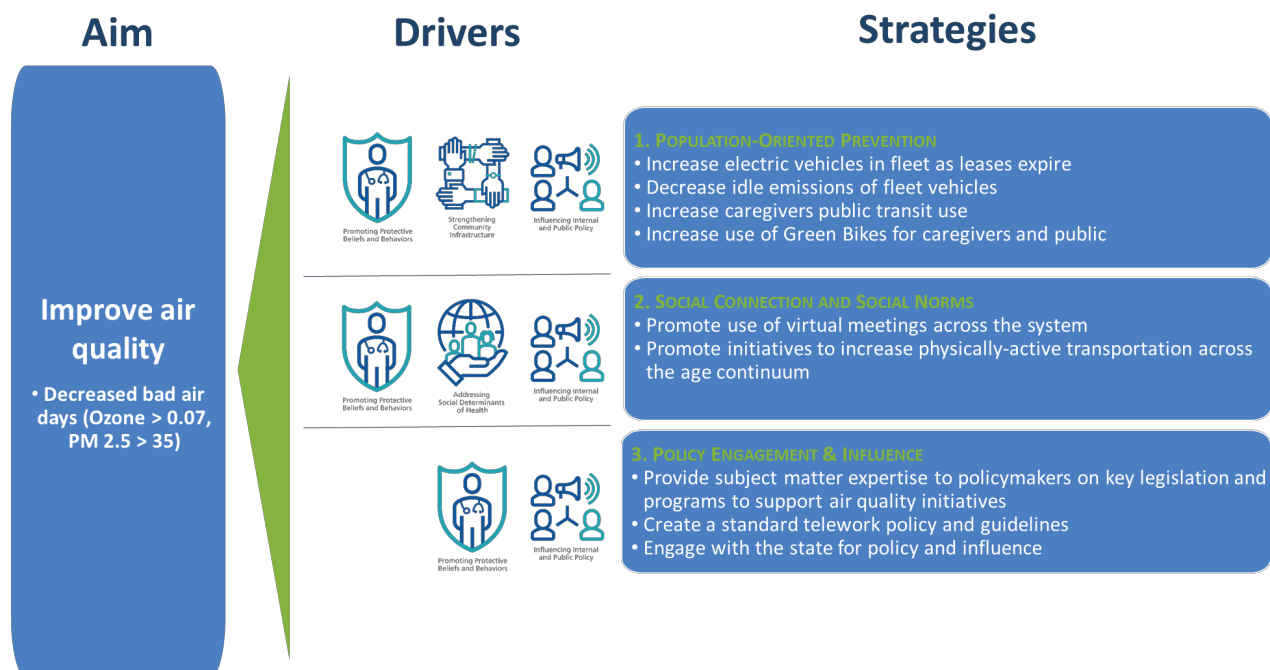 Aim
Drivers
Strategies
Improve air
quality
• Decreased bad air
days (Ozone > 0.07,
PM 2.5 > 35)
Promoting Protective
Beliefs and Behaviors
Strengthening
Community
Infrastructure
Influencing Internal
and Public Policy
1. Population-Oriented Prevention
• Increase electric vehicles in fleet as leases expire
• Decrease idle emissions of fleet vehicles
• Increase caregivers public transit use
• Increase use of Green Bikes for caregivers and public
Promoting Protective
Beliefs and Behaviors
Addressing
Social Determinants
of Health
Influencing Internal
and Public Policy
2. Social Connection and Social Norms
• Promote use of virtual meetings across the system
• Promote initiatives to increase physically-active transportation across
the age continuum
Promoting Protective
Beliefs and Behaviors
Influencing Internal
and Public Policy
3. Policy Engagement & Influence
• Provide subject matter expertise to policymakers on key legislation and
programs to support air quality initiatives
• Create a standard telework policy and guidelines
• Engage with the state for policy and influence